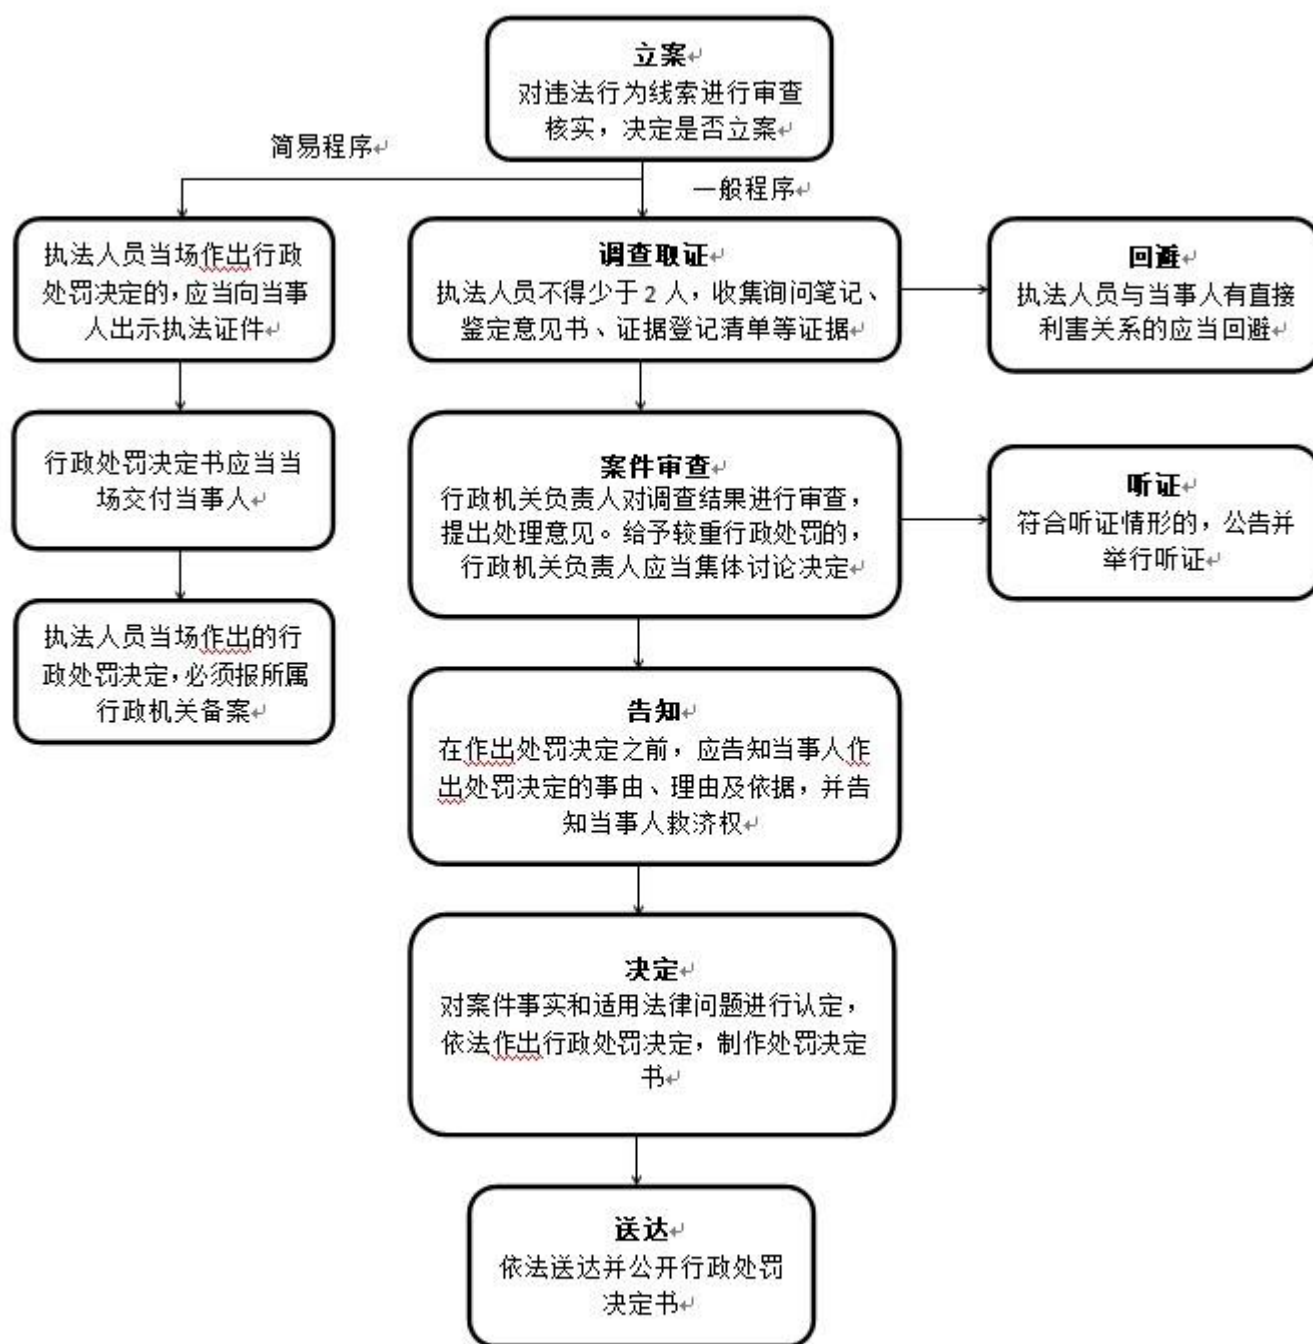 立案
对违法行为线索进行审查
核实，决定是否立案
简易程序
一般程序
执法人员当场作出行政
处罚决定的，应当向当事
人出示执法证件
调查取证
执法人员不得少于2人，收集询问笔记、
鉴定意见书、证据登记清单等证据
回避
执法人员与当事人有直接
利害关系的应当回避
行政处罚决定书应当当
场交付当事人
案件审查
行政机关负责人对调查结果进行审查，
提出处理意见。给予较重行政处罚的，
行政机关负责人应当集体讨论决定
听证
符合听证情形的，公告并
举行听证
执法人员当场作出的行
政处罚决定，必须报所属
行政机关备案
告知
在作出处罚决定之前，应告知当事人作
出处罚决定的事由、理由及依据，并告
知当事人救济权
决定
对案件事实和适用法律问题进行认定，
依法作出行政处罚决定，制作处罚决定
书
送达
依法送达并公开行政处罚
决定书